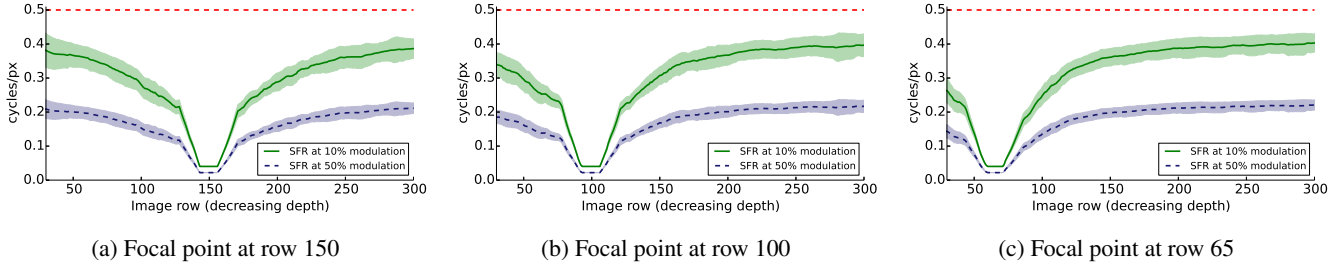 0.5
0.4
0.3
0.2
0.1
0.0
cycles/px
50 100 150 200 250 300
Image row (decreasing depth)
SFR at 10% modulation
SFR at 50% modulation
(a) Focal point at row 150
0.5
0.4
0.3
0.2
0.1
0.0
cycles/px
50 100 150 200 250 300
Image row (decreasing depth)
SFR at 10% modulation
SFR at 50% modulation
(b) Focal point at row 100
0.5
0.4
0.3
0.2
0.1
0.0
cycles/px
50 100 150 200 250 300
Image row (decreasing depth)
SFR at 10% modulation
SFR at 50% modulation
(c) Focal point at row 65